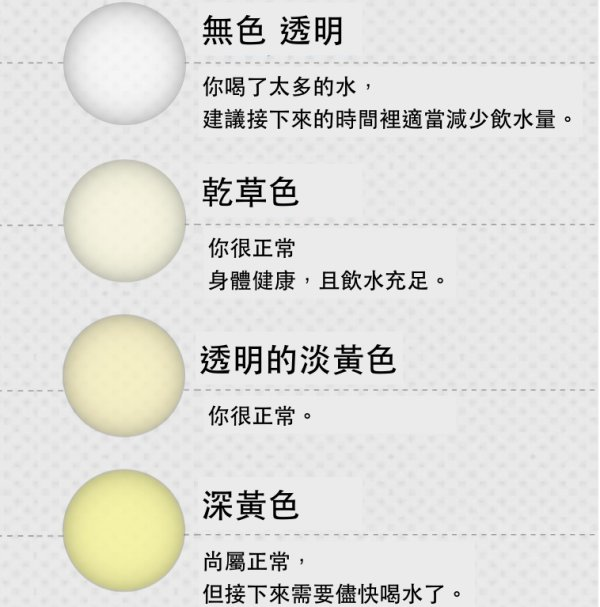 無色 透明
你喝了太多的水，
建議接下來的時間裡適當減少飲水量。
乾草色
你很正常
身體健康，且飲水充足。
透明的淡黃色
你很正常。
深黃色
尚屬正常，
但接下來需要儘快喝水了。